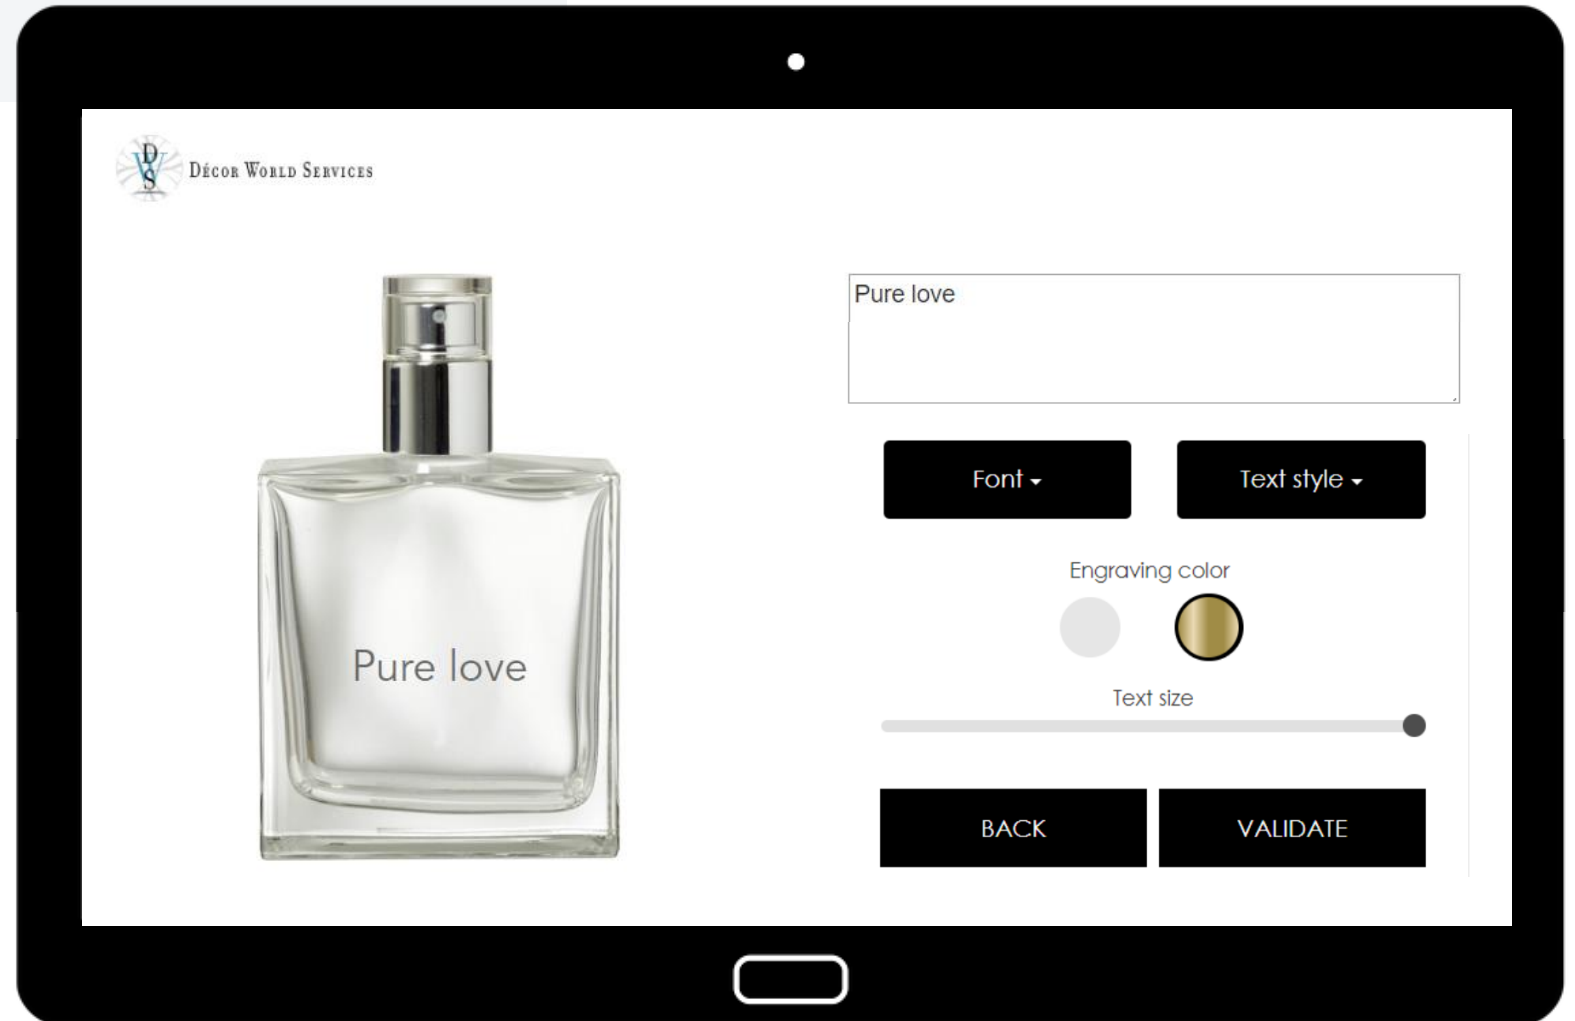 DVS
DÉCOR WORLD SERVICES
Pure love
Font
Text style
Engraving color
Pure love
Text size
BACK
VALIDATE